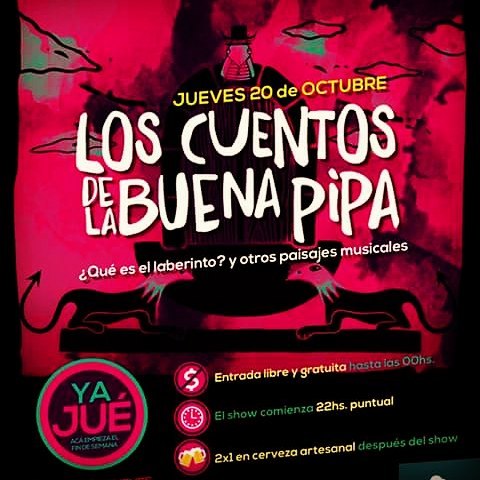 JUEVES 20 de OCTUBRE
LOS CUENTOS
DE LA BUENA PIPA
¿Qué es el laberinto? y otros paisajes musicales
YA
JUÉ
ACÁ EMPIEZA EL
FIN DE SEMANA
Entrada libre y gratuita hasta las 00hs.
El show comienza 22hs. puntual
2x1 en cerveza artesanal después del show